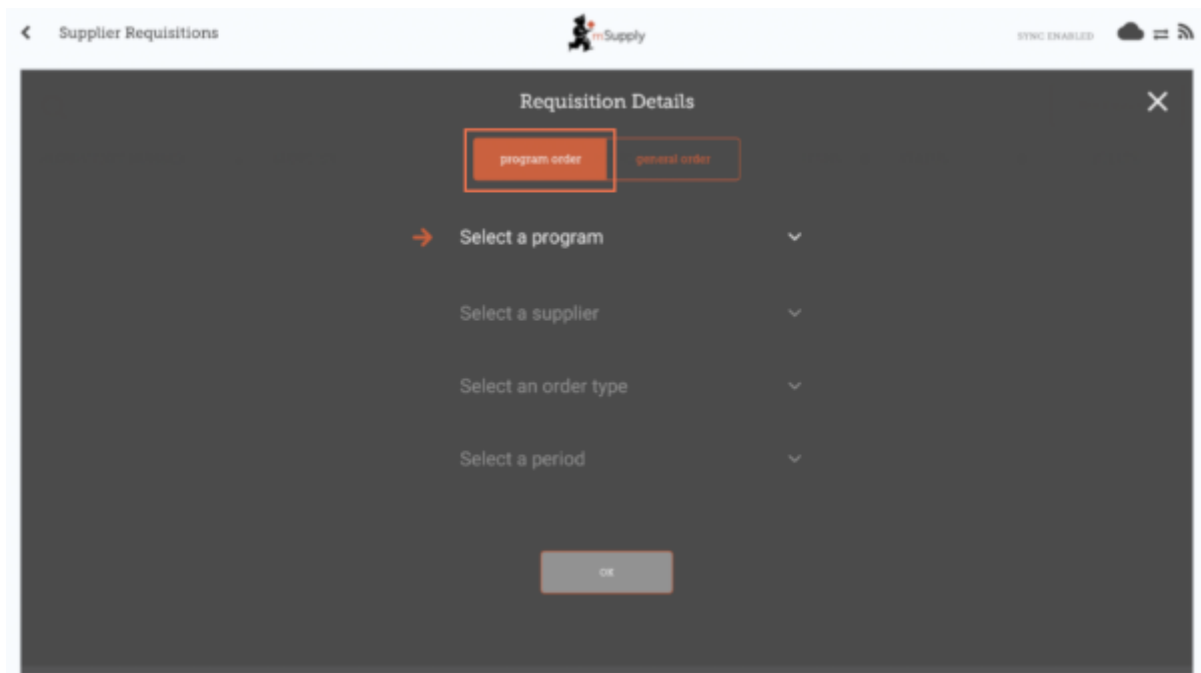 Supplier Requisitions
mSupply
SYNC ENABLED
Requisition Details
program order
general order
Select a program
Select a supplier
Select an order type
Select a period
OK